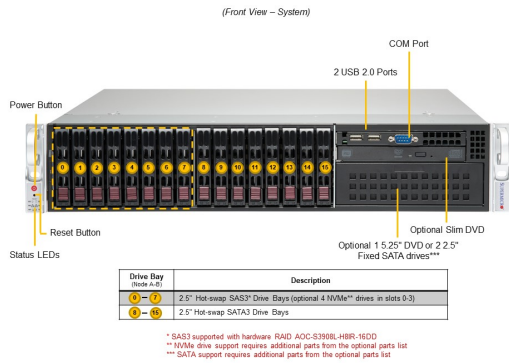 (Front View – System)
COM Port
2 USB 2.0 Ports
Power Button
0 1 2 3 4 5 6 7 8 9 10 11 12 13 14 15
Reset Button
Status LEDs
Optional Slim DVD
Optional 1 5.25" DVD or 2 2.5"
Fixed SATA drives***
Drive Bay
(Node A-B)
Description
0 – 7 2.5" Hot-swap SAS3* Drive Bays (optional 4 NVMe** drives in slots 0-3)
8 – 15 2.5" Hot-swap SATA3 Drive Bays
* SAS3 supported with hardware RAID AOC-S3908L-H8IR-16DD
** NVMe drive support requires additional parts from the optional parts list
*** SATA support requires additional parts from the optional parts list